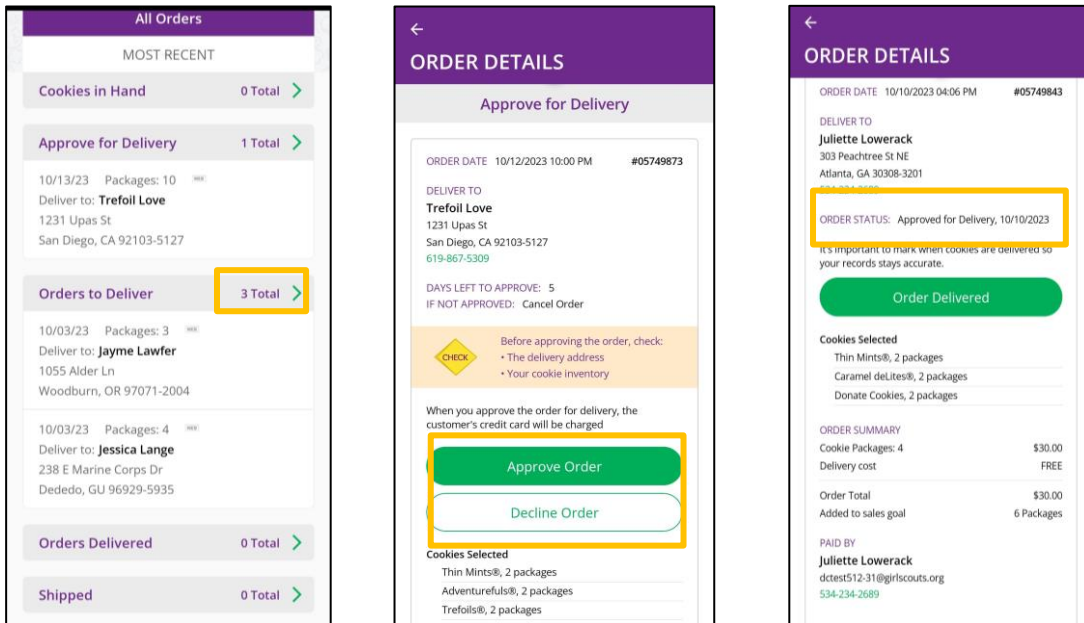 All Orders
MOST RECENT
Cookies in Hand 0 Total
Approve for Delivery 1 Total
10/13/23 Packages: 10
Deliver to: Trefoil Love
1231 Upas St
San Diego, CA 92103-5127
Orders to Deliver 3 Total
10/03/23 Packages: 3
Deliver to: Jayme Lawfer
1055 Alder Ln
Woodburn, OR 97071-2004
10/03/23 Packages: 4
Deliver to: Jessica Lange
238 E Marine Corps Dr
Dededo, GU 96929-5935
Orders Delivered 0 Total
Shipped 0 Total
ORDER DETAILS
Approve for Delivery
ORDER DATE 10/12/2023 10:00 PM #05749873
DELIVER TO
Trefoil Love
1231 Upas St
San Diego, CA 92103-5127
619-867-5309
DAYS LEFT TO APPROVE: 5
IF NOT APPROVED: Cancel Order
CHECK
Before approving the order, check:
• The delivery address
• Your cookie inventory
When you approve the order for delivery, the
customer's credit card will be charged
Approve Order
Decline Order
Cookies Selected
Thin Mints®, 2 packages
Adventurefuls®, 2 packages
Trefoils®, 2 packages
ORDER DETAILS
ORDER DATE 10/10/2023 04:06 PM #05749843
DELIVER TO
Juliette Lowerack
303 Peachtree St NE
Atlanta, GA 30308-3201
ORDER STATUS: Approved for Delivery, 10/10/2023
It's important to mark when cookies are delivered so
your records stays accurate.
Order Delivered
Cookies Selected
Thin Mints®, 2 packages
Caramel deLites®, 2 packages
Donate Cookies, 2 packages
ORDER SUMMARY
Cookie Packages: 4 $30.00
Delivery cost FREE
Order Total $30.00
Added to sales goal 6 Packages
PAID BY
Juliette Lowerack
dctest512-31@girlscouts.org
534-234-2689